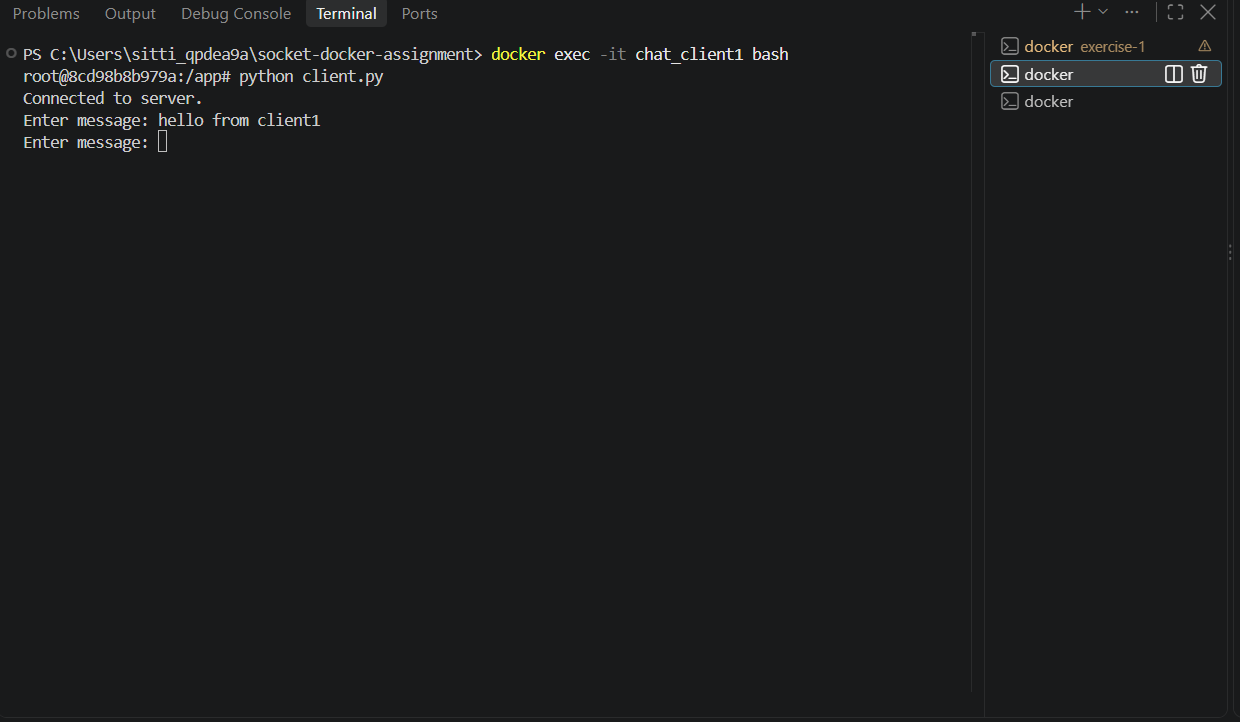 Problems Output Debug Console Terminal Ports
PS C:\Users\sitti_qpdea9a\socket-docker-assignment> docker exec -it chat_client1 bash
root@8cd98b8b979a:/app# python client.py
Connected to server.
Enter message: hello from client1
Enter message:
docker exercise-1
docker
docker